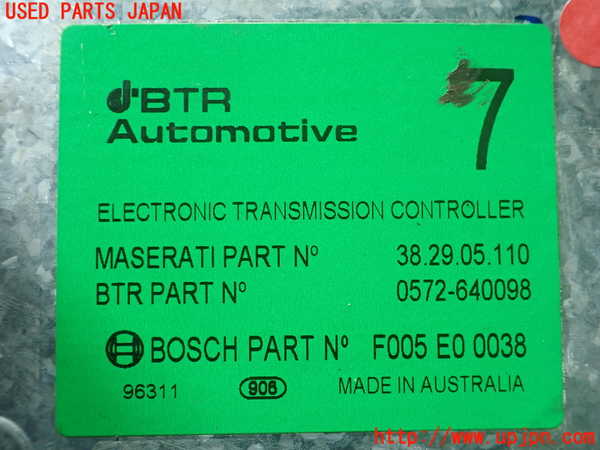 USED PARTS JAPAN
BTR
Automotive
7
ELECTRONIC TRANSMISSION CONTROLLER
MASERATI PART Nº 38.29.05.110
BTR PART Nº 0572-640098
BOSCH PART Nº F005 E0 0038
96311 906 MADE IN AUSTRALIA
http://www.upjpn.com/